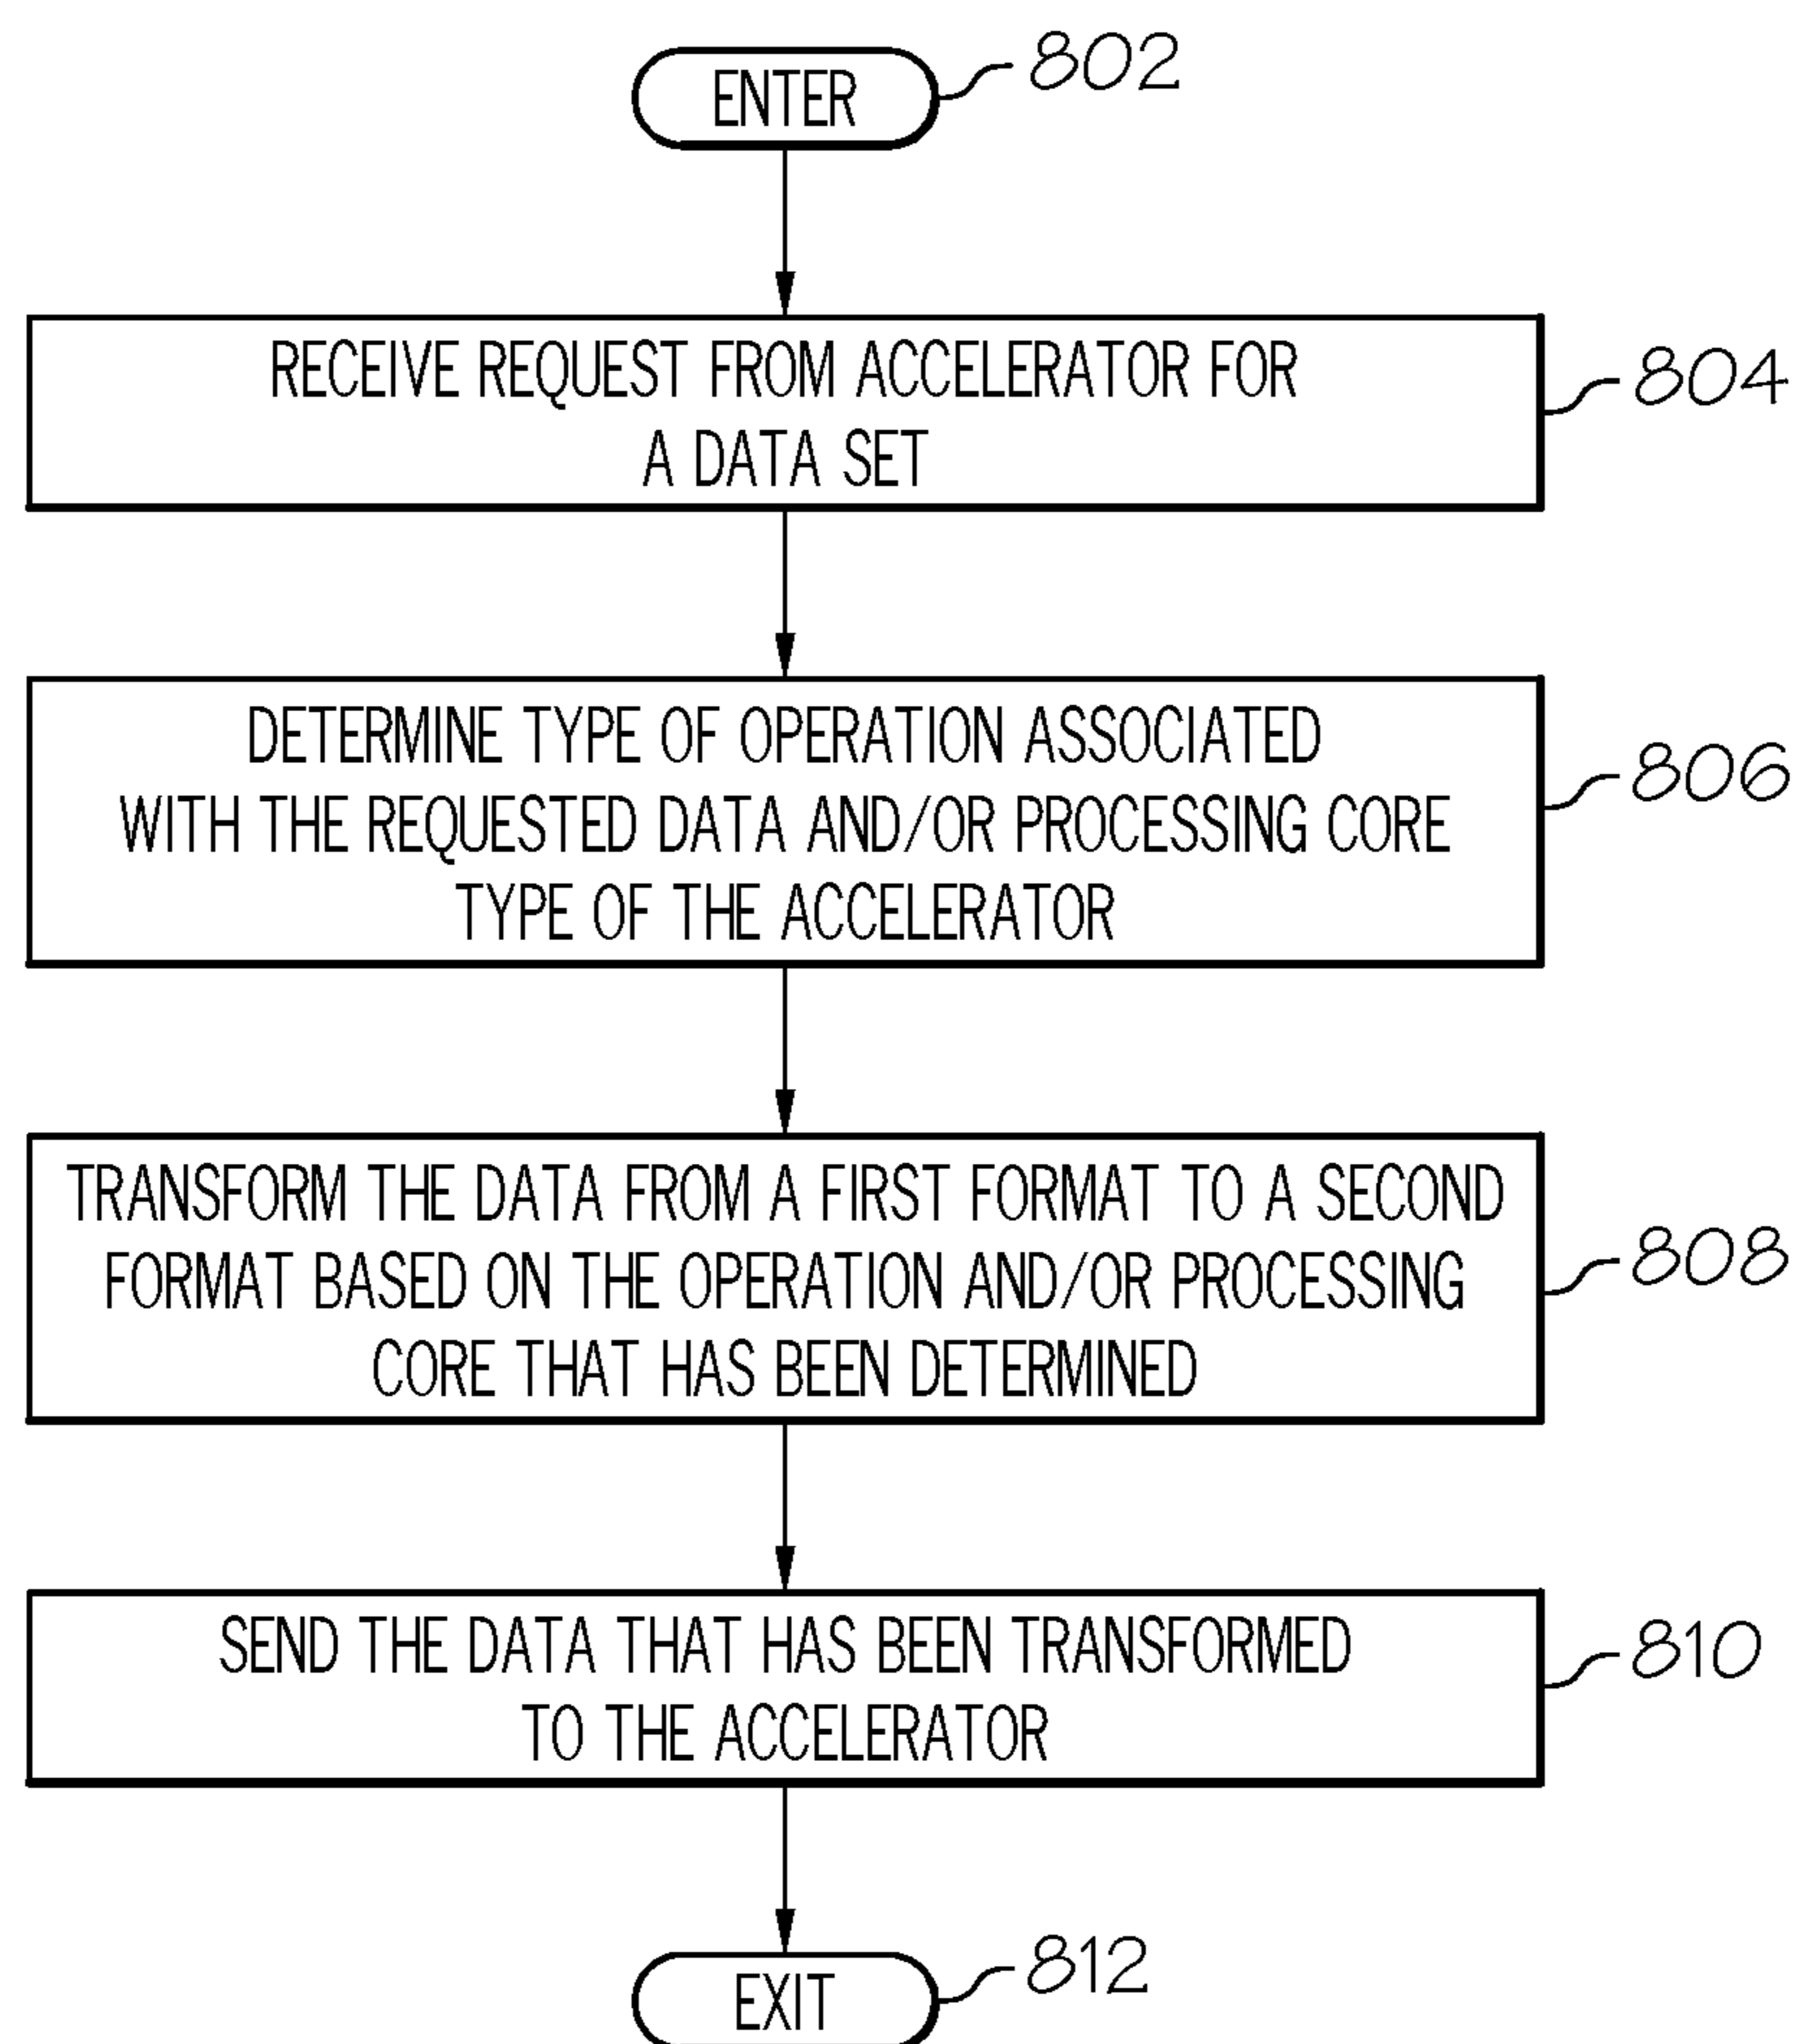 ENTER
802
RECEIVE REQUEST FROM ACCELERATOR FOR
A DATA SET
804
DETERMINE TYPE OF OPERATION ASSOCIATED
WITH THE REQUESTED DATA AND/OR PROCESSING CORE
TYPE OF THE ACCELERATOR
806
TRANSFORM THE DATA FROM A FIRST FORMAT TO A SECOND
FORMAT BASED ON THE OPERATION AND/OR PROCESSING
CORE THAT HAS BEEN DETERMINED
808
SEND THE DATA THAT HAS BEEN TRANSFORMED
TO THE ACCELERATOR
810
EXIT
812